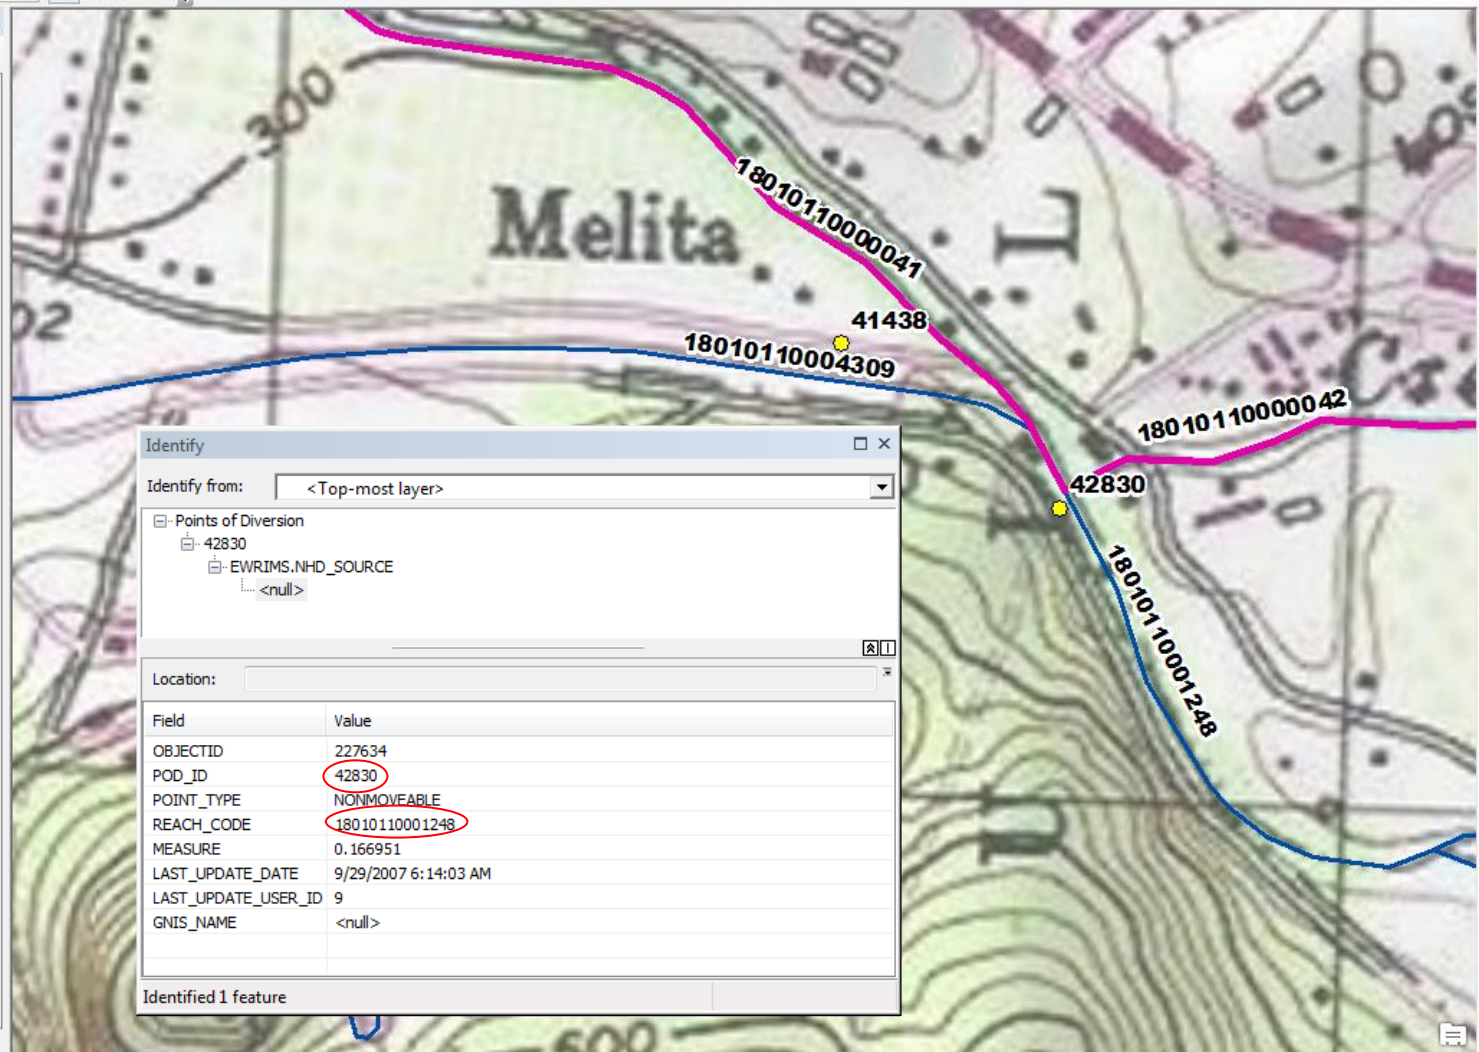 300
Melita
L
02
18010110000041
41438
18010110004309
18010110000042
42830
18010110001248
Identify
Identify from:
<Top-most layer>
Points of Diversion
42830
EWRIMS.NHD_SOURCE
<null>
Location:
Field Value
OBJECTID 227634
POD_ID 42830
POINT_TYPE NONMOVEABLE
REACH_CODE 18010110001248
MEASURE 0.166951
LAST_UPDATE_DATE 9/29/2007 6:14:03 AM
LAST_UPDATE_USER_ID 9
GNIS_NAME <null>
Identified 1 feature
600